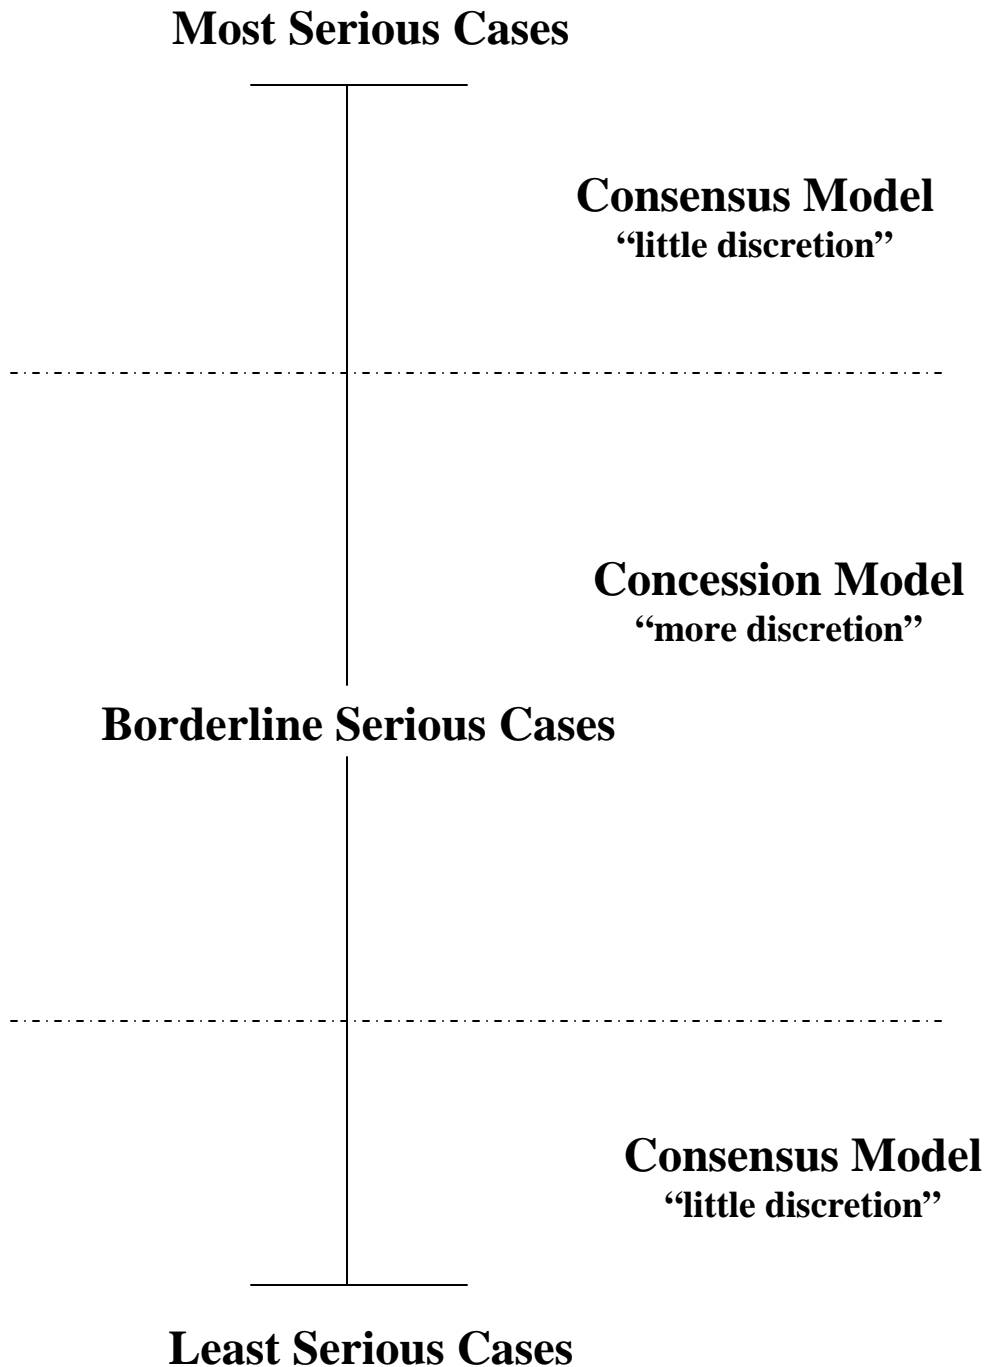 Most Serious Cases
Consensus Model
“little discretion”
Concession Model
“more discretion”
Borderline Serious Cases
Consensus Model
“little discretion”
Least Serious Cases